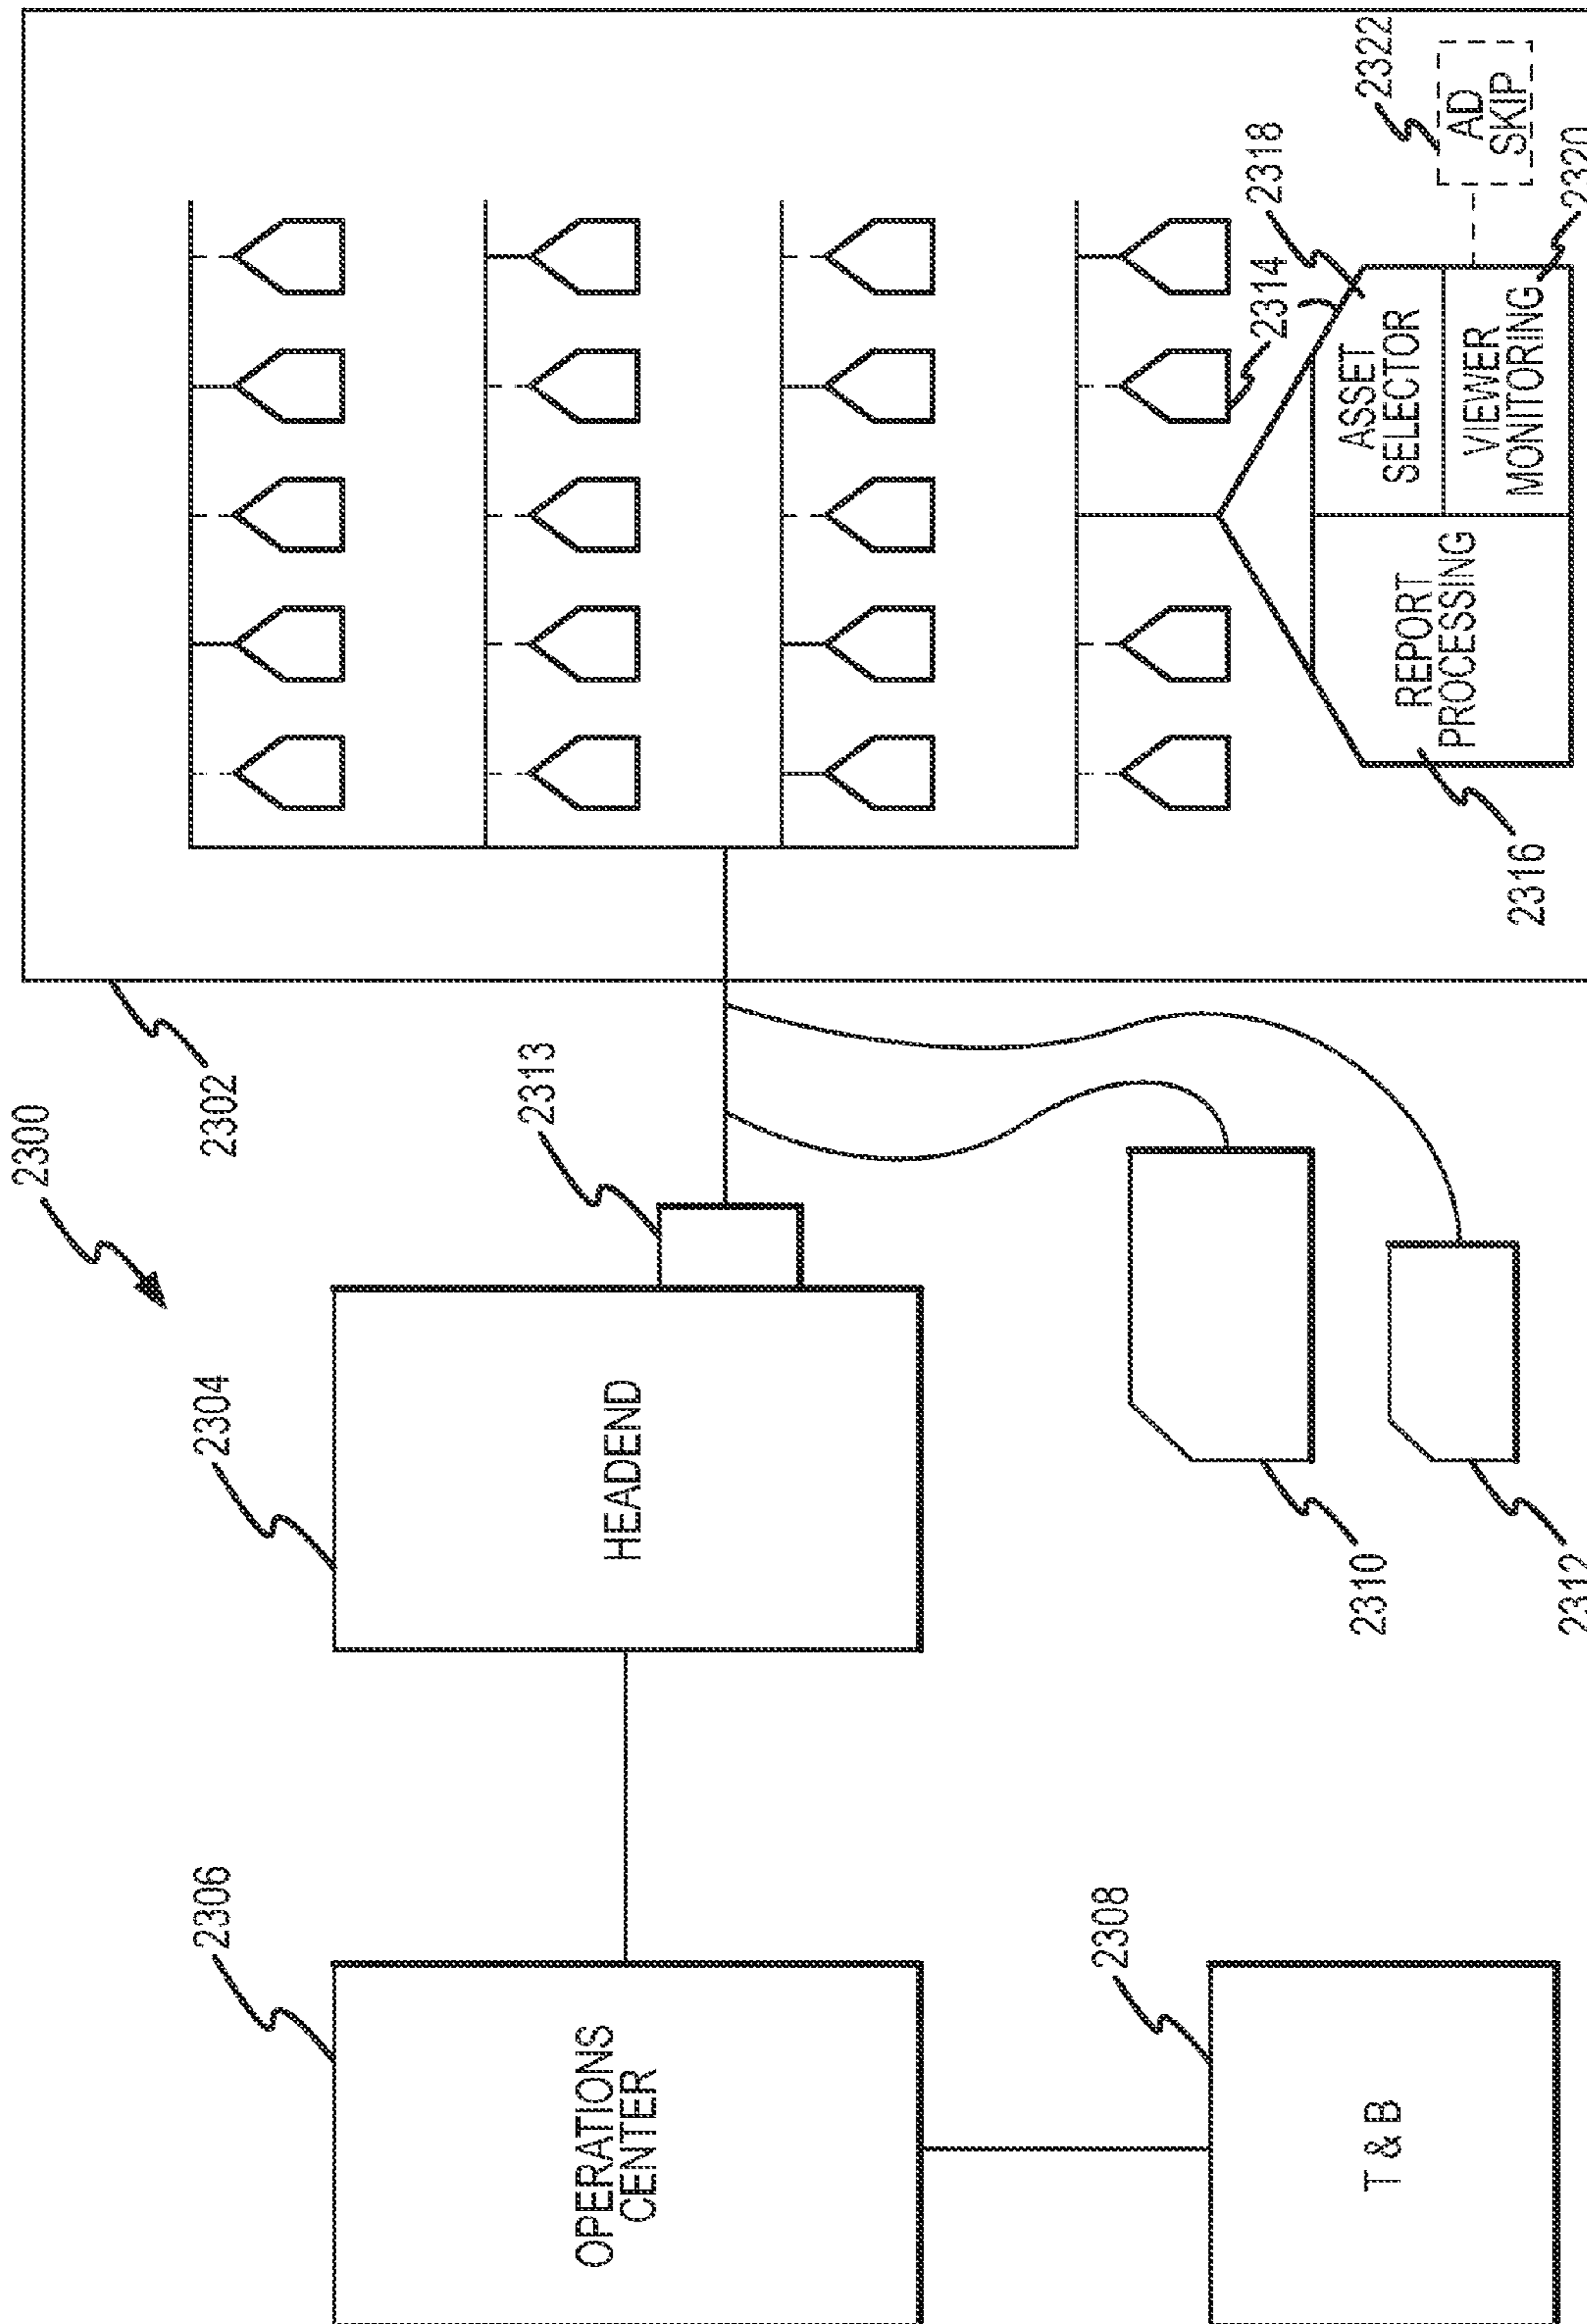 2300
2302
2304
2306
2308
2310
2312
2313
2314
2316
2318
2320
2322
OPERATIONS
CENTER
T & B
HEADEND
REPORT
PROCESSING
ASSET
SELECTOR
VIEWER
MONITORING
AD
SKIP